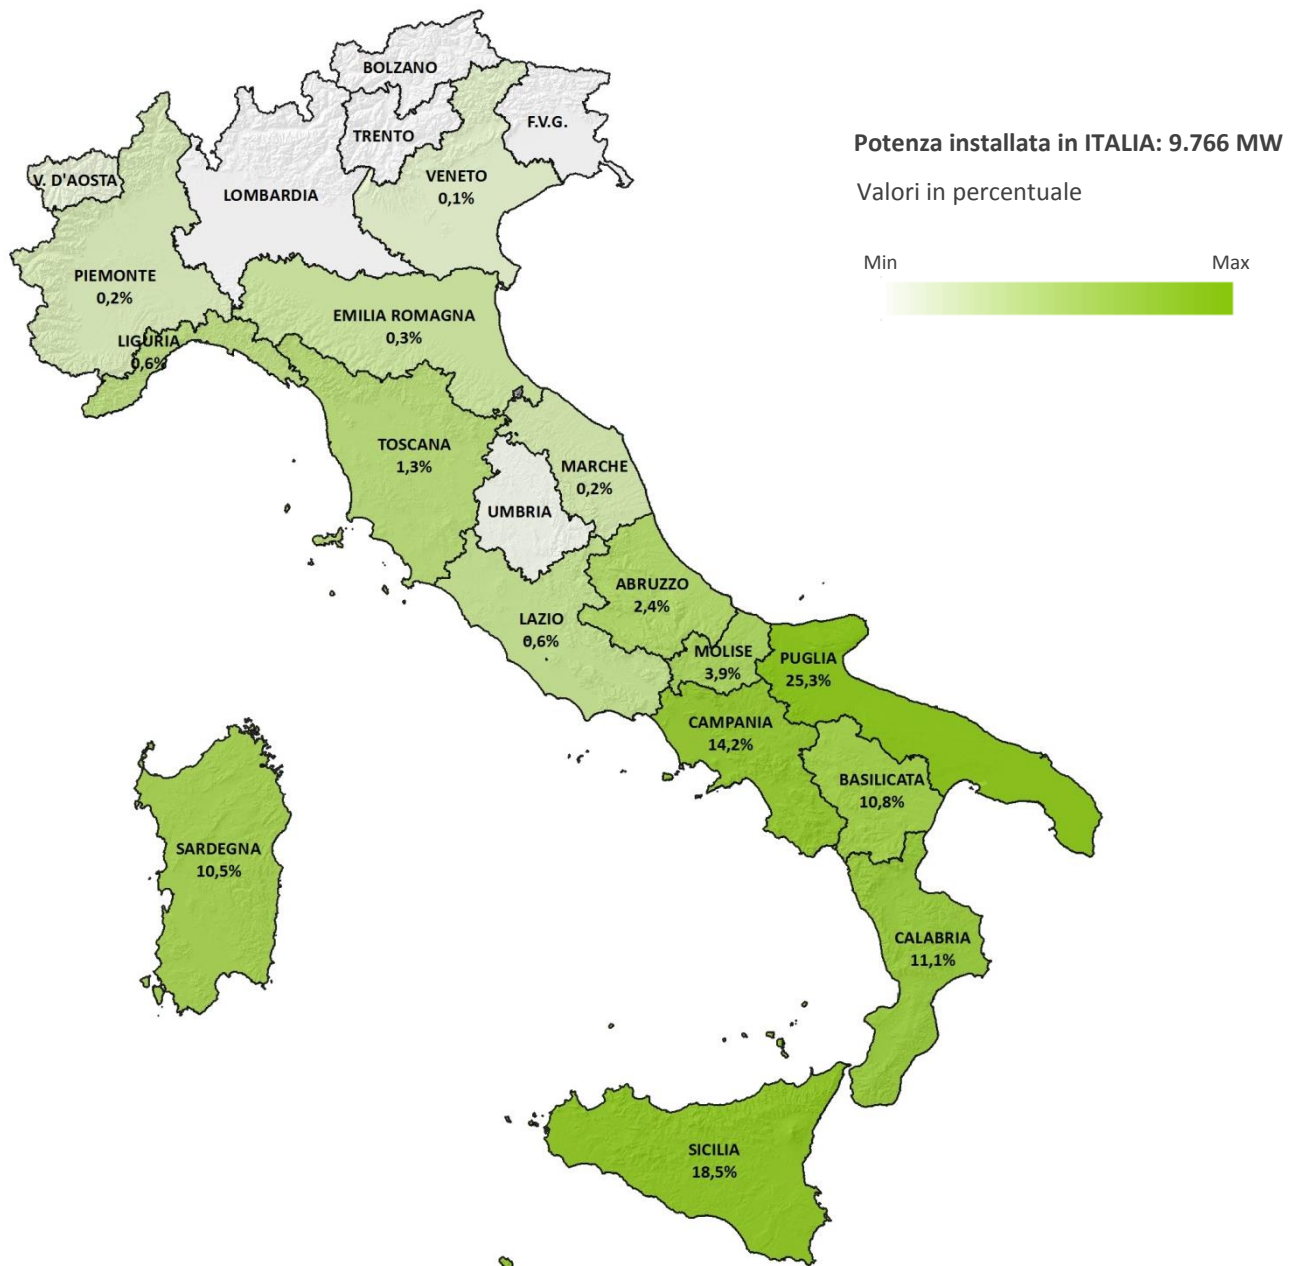 BOLZANO
F.V.G.
TRENTO
Potenza installata in ITALIA: 9.766 MW
V. D'AOSTA
VENETO
0,1%
LOMBARDIA
Valori in percentuale
Min
Max
PIEMONTE
0,2%
EMILIA ROMAGNA
0,3%
LIGURIA
0,6%
TOSCANA
1,3%
MARCHE
0,2%
UMBRIA
ABRUZZO
2,4%
LAZIO
0,6%
MOLISE
3,9%
PUGLIA
25,3%
CAMPANIA
14,2%
BASILICATA
10,8%
SARDEGNA
10,5%
CALABRIA
11,1%
SICILIA
18,5%